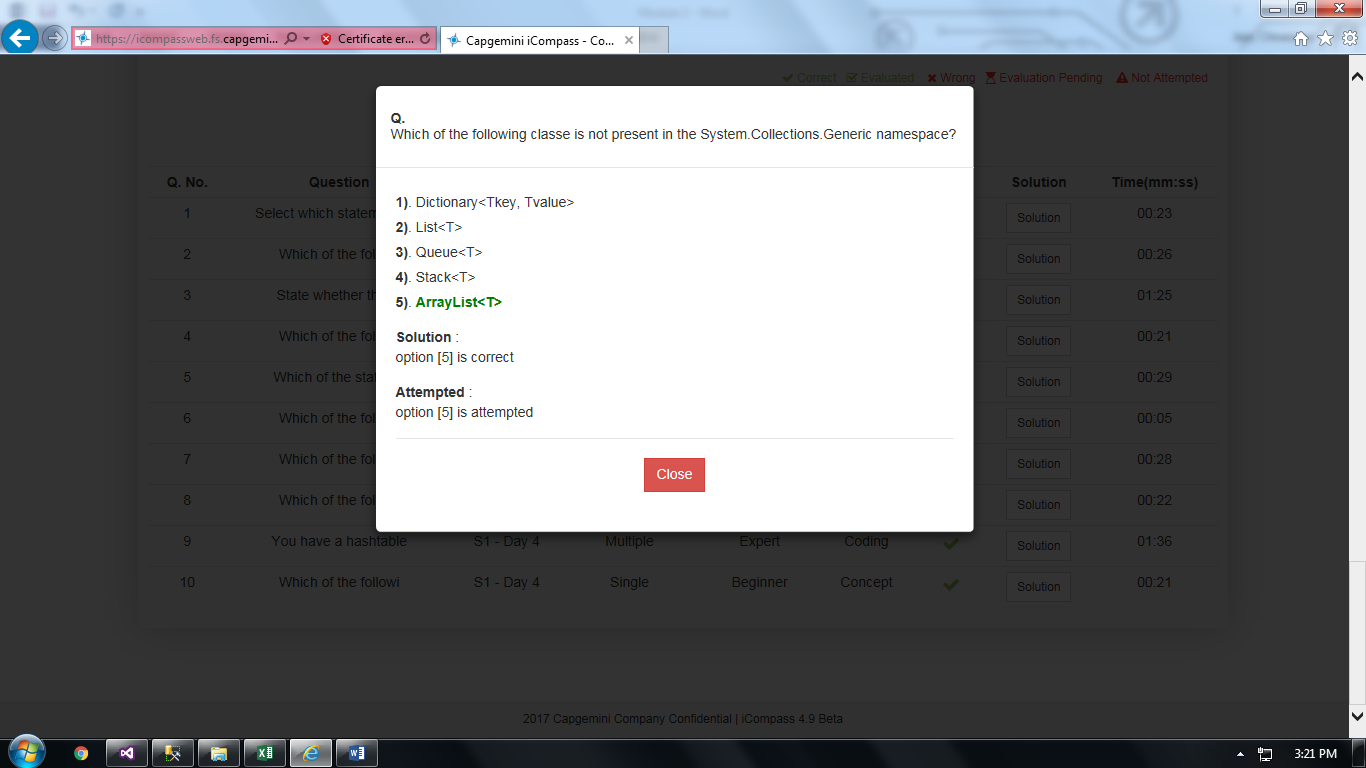 https://icompassweb.fs.capgemi...
Certificate er...
Capgemini iCompass - Co...
Correct Evaluated Wrong Evaluation Pending Not Attempted
Q.
Which of the following classe is not present in the System.Collections.Generic namespace?
Q. No. Question Solution Time(mm:ss)
1 Select which statem Solution 00:23
2 Which of the fol Solution 00:26
3 State whether th Solution 01:25
4 Which of the fol Solution 00:21
5 Which of the stat Solution 00:29
6 Which of the fol Solution 00:05
7 Which of the fol Solution 00:28
8 Which of the fol Solution 00:22
1). Dictionary<Tkey, Tvalue>
2). List<T>
3). Queue<T>
4). Stack<T>
5). ArrayList<T>
Solution :
option [5] is correct
Attempted :
option [5] is attempted
Close
9 You have a hashtable S1 - Day 4 Multiple Expert Coding Solution 01:36
10 Which of the followi S1 - Day 4 Single Beginner Concept Solution 00:21
2017 Capgemini Company Confidential | iCompass 4.9 Beta
3:21 PM